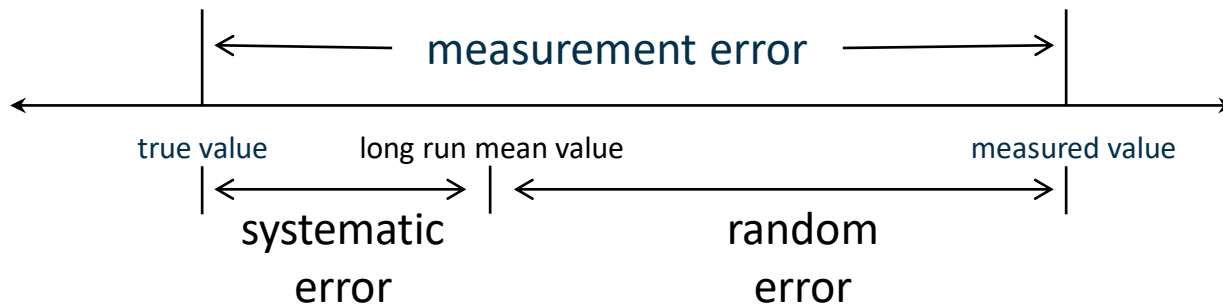 measurement error
true value long run mean value measured value
systematic random
error error